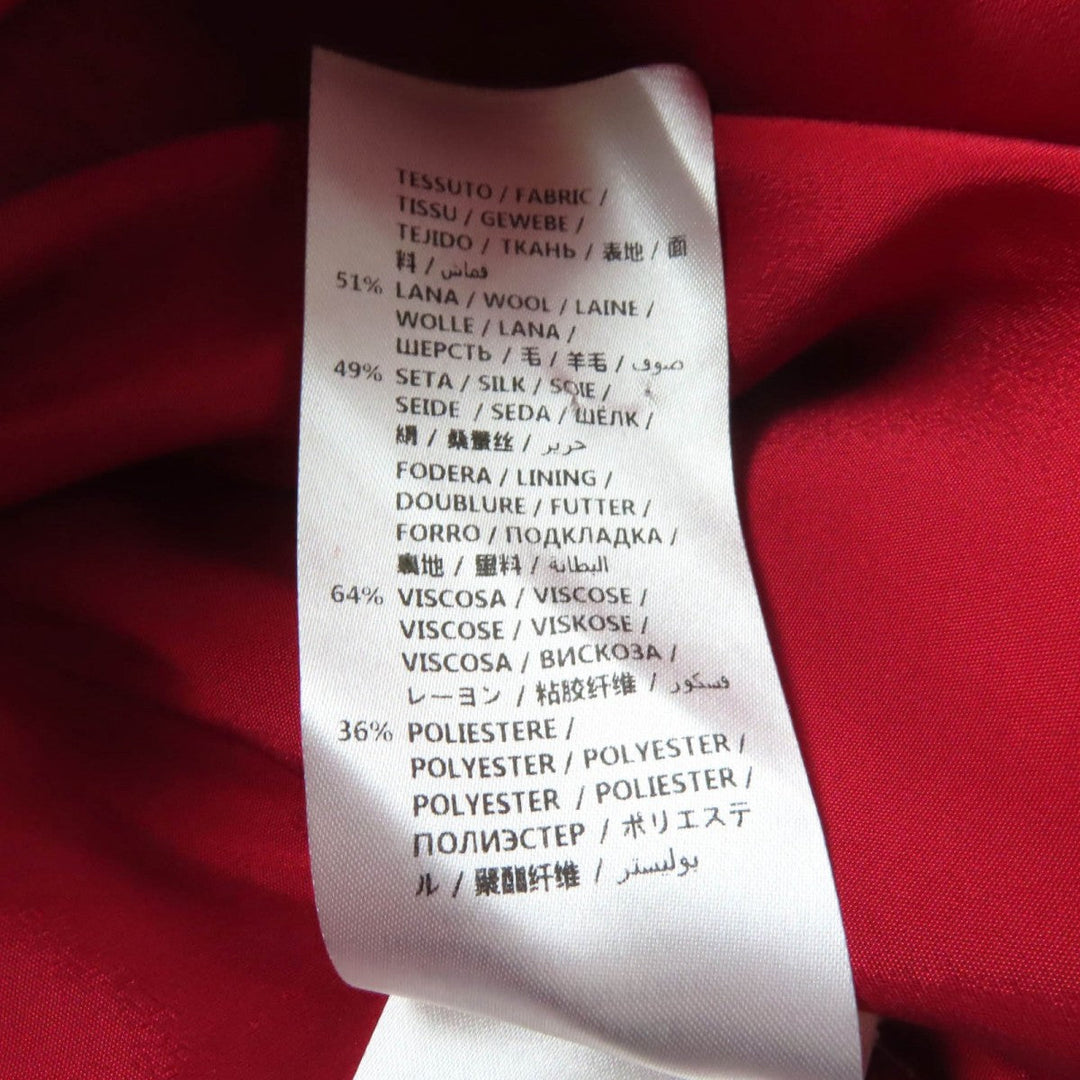 TESSUTO / FABRIC /
TISSU / GEWEBE /
TEJIDO / ТКАНЬ / 表地 / 面
料 / قماش
51% LANA / WOOL / LAINE /
WOLLE / LANA /
ШЕРСТЬ / 毛 / 羊毛 / صوف
49% SETA / SILK / SOIE /
SEIDE / SEDA / ШЁЛК /
絹 / 桑蚕丝 / حرير
FODERA / LINING /
DOUBLURE / FUTTER /
FORRO / ПОДКЛАДКА /
裏地 / 里料 / البطانة
64% VISCOSA / VISCOSE /
VISCOSE / VISKOSE /
VISCOSA / ВИСКОЗА /
レーヨン / 粘胶纤维 / فسكور
36% POLIESTERE /
POLYESTER / POLYESTER /
POLYESTER / POLIESTER /
ПОЛИЭСТЕР / ポリエステ
ル / 聚酯纤维 / بوليستر